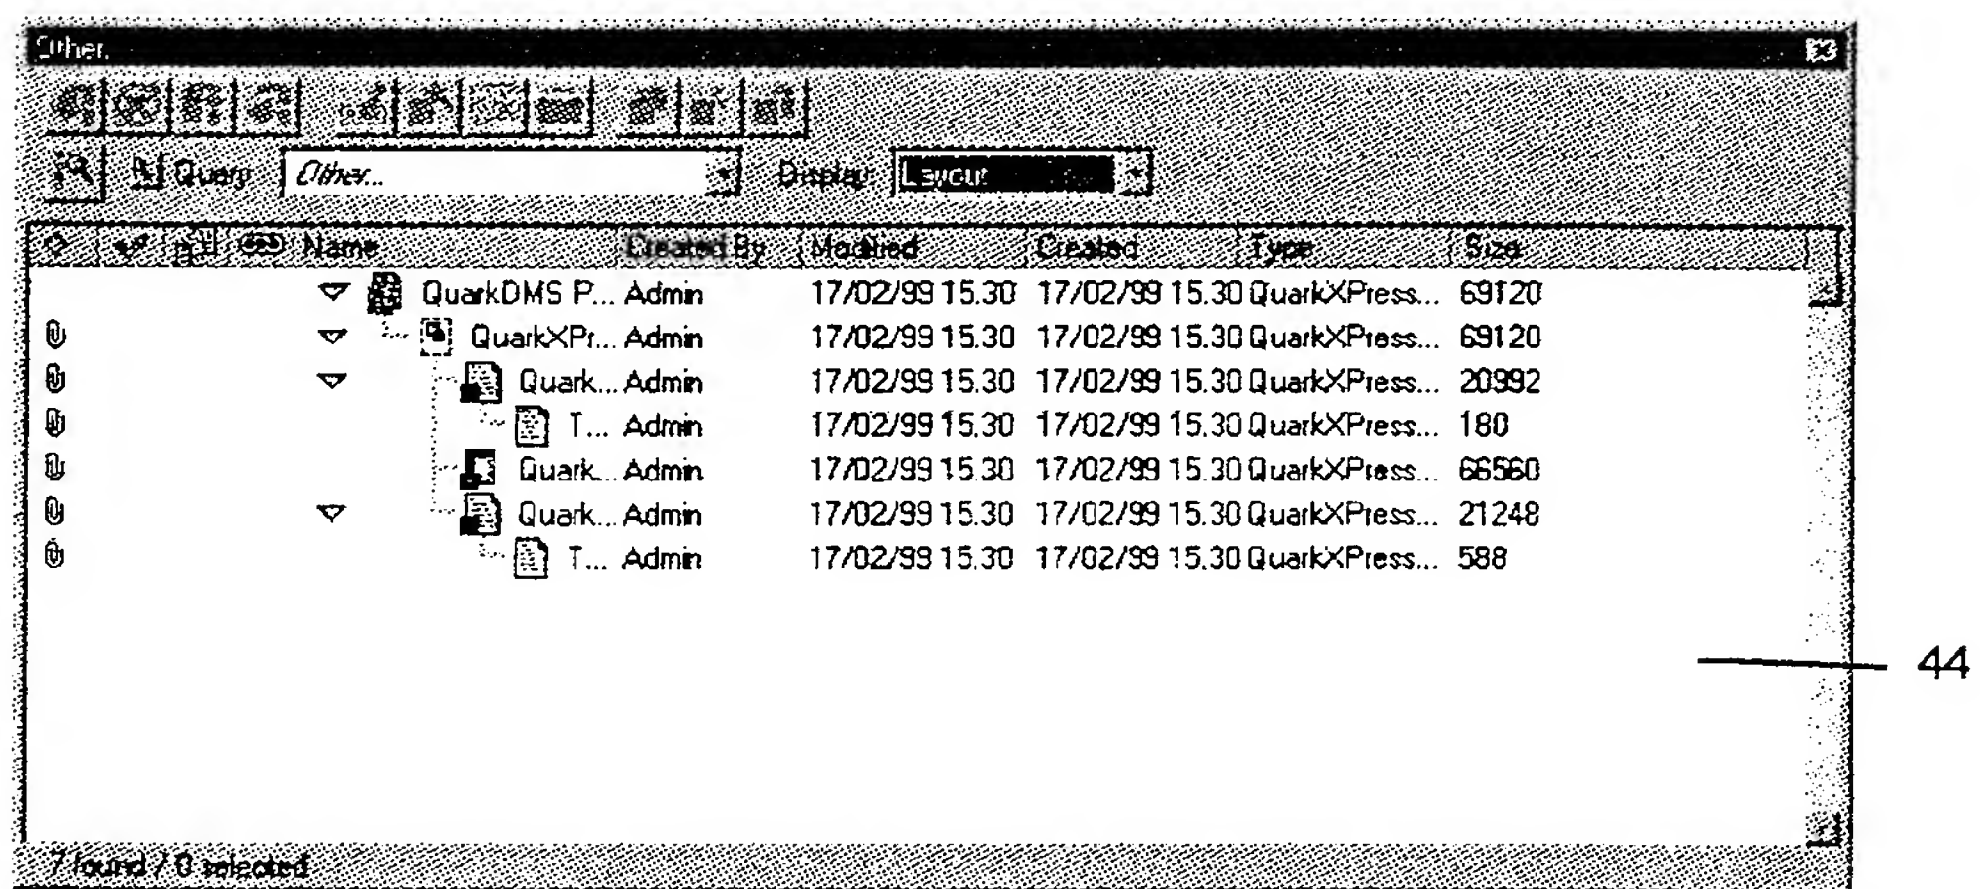 Other.
Query Other... Display Layout
Name Created By Modified Created Type Size
QuarkDMS P... Admin 17/02/99 15.30 17/02/99 15.30 QuarkXPress... 69120
QuarkXPr... Admin 17/02/99 15.30 17/02/99 15.30 QuarkXPress... 69120
Quark... Admin 17/02/99 15.30 17/02/99 15.30 QuarkXPress... 20992
T... Admin 17/02/99 15.30 17/02/99 15.30 QuarkXPress... 180
Quark... Admin 17/02/99 15.30 17/02/99 15.30 QuarkXPress... 66560
Quark... Admin 17/02/99 15.30 17/02/99 15.30 QuarkXPress... 21248
T... Admin 17/02/99 15.30 17/02/99 15.30 QuarkXPress... 588
44
7 found / 0 selected